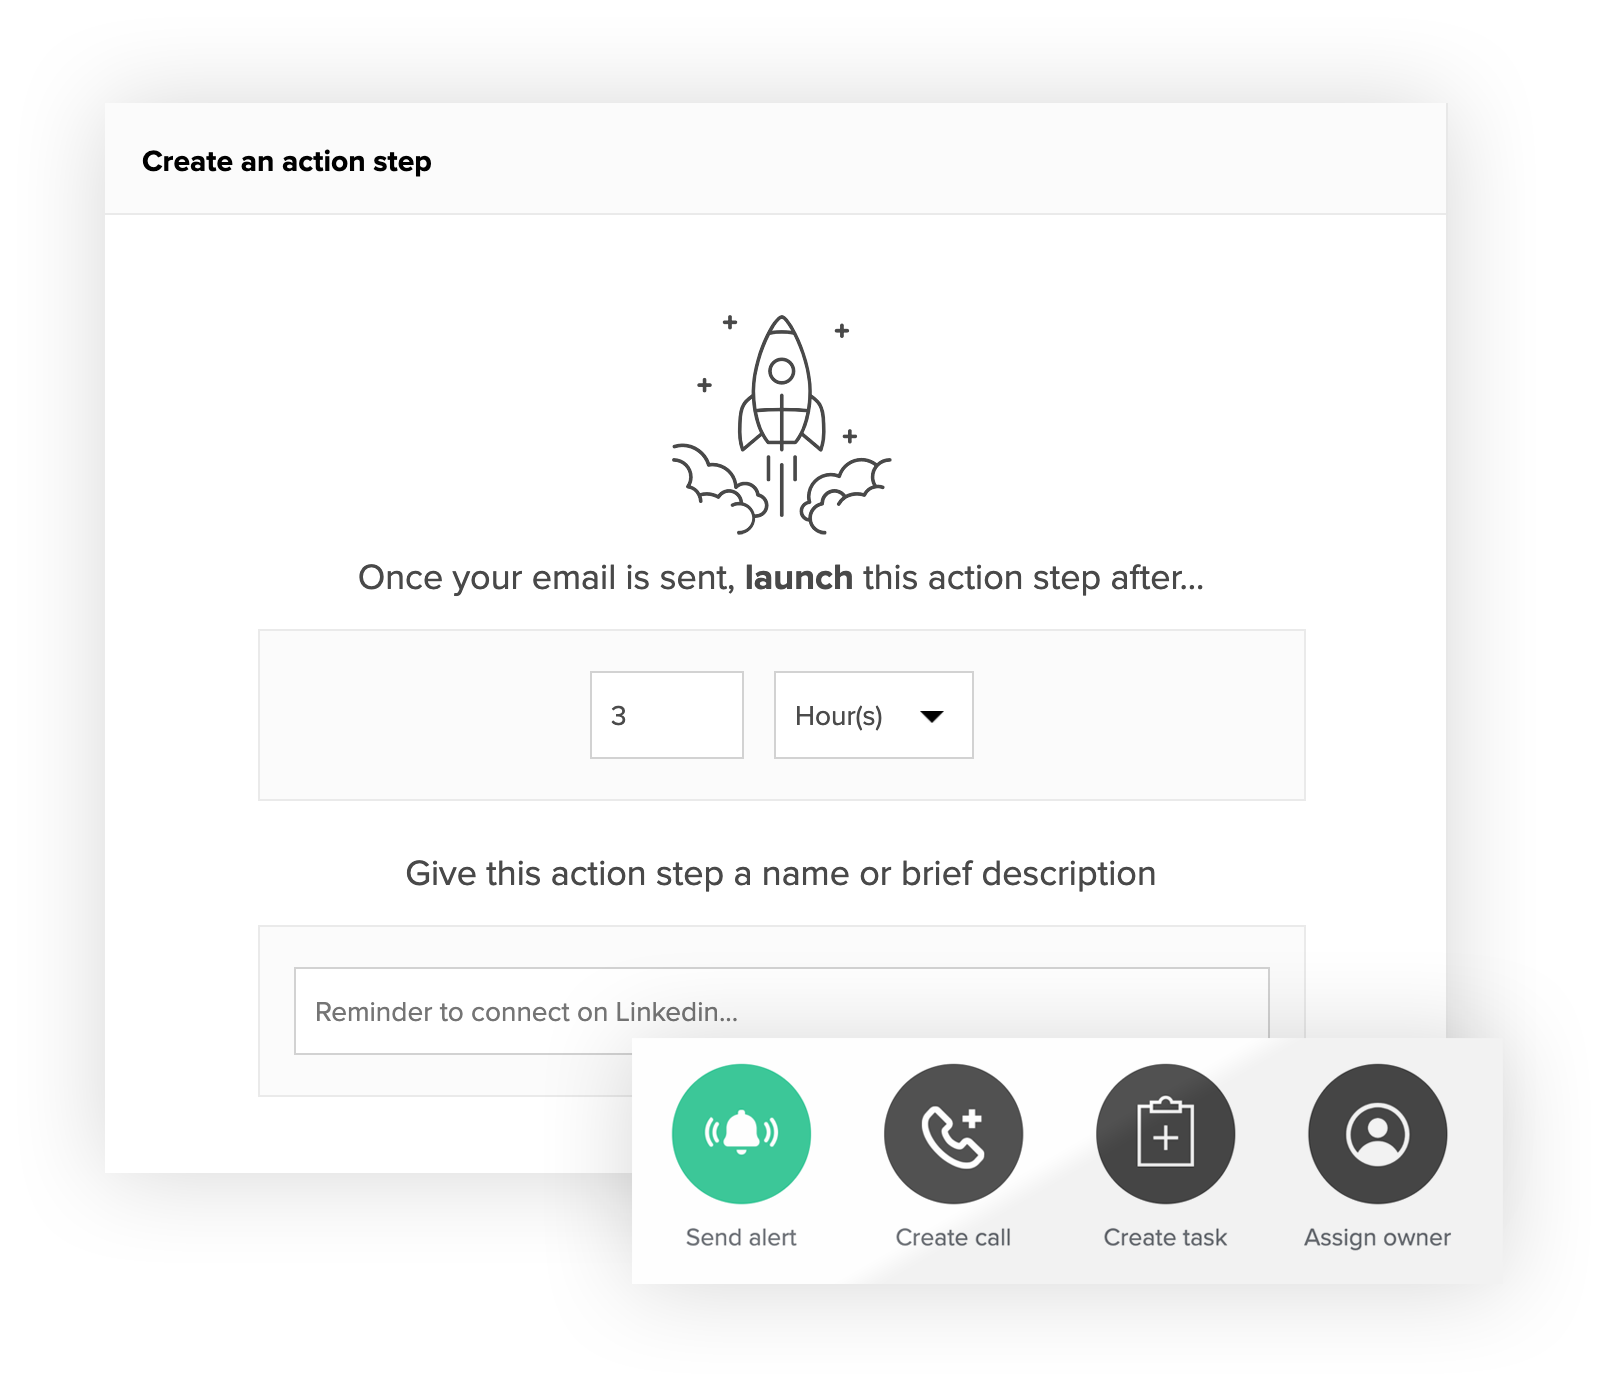 Create an action step
Once your email is sent, launch this action step after...
3
Hour(s)
Give this action step a name or brief description
Reminder to connect on Linkedin...
Send alert
Create call
Create task
Assign owner